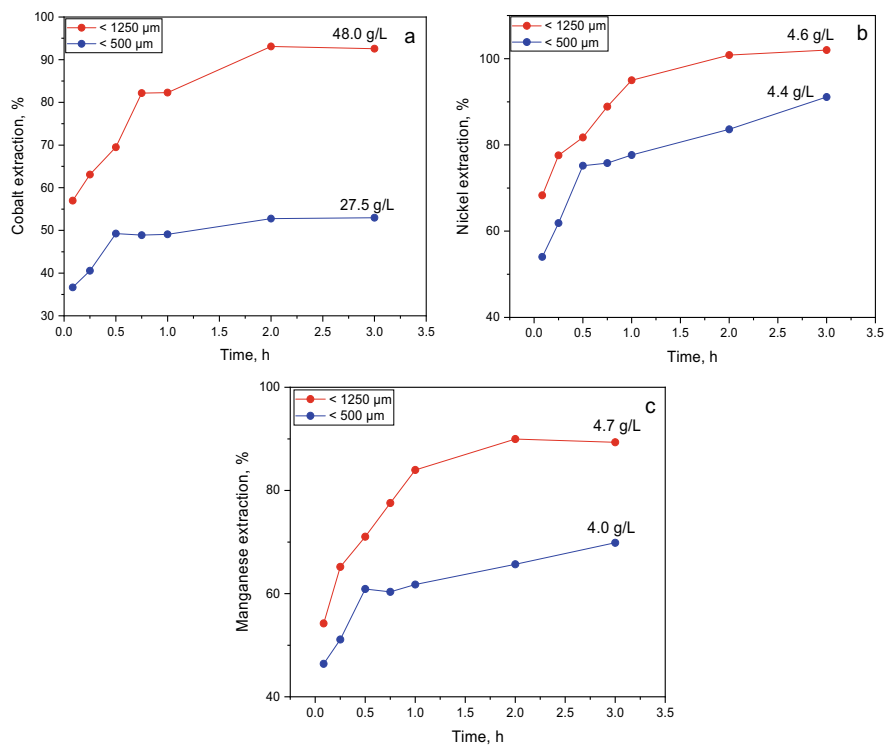 < 1250 µm
< 500 µm
48.0 g/L
a
27.5 g/L
Cobalt extraction, %
100
90
80
70
60
50
40
30
0.0 0.5 1.0 1.5 2.0 2.5 3.0 3.5
Time, h
< 1250 µm
< 500 µm
4.6 g/L
b
4.4 g/L
Nickel extraction, %
100
80
60
40
0.0 0.5 1.0 1.5 2.0 2.5 3.0 3.5
Time, h
< 1250 µm
< 500 µm
c
4.7 g/L
4.0 g/L
Manganese extraction, %
100
80
60
40
0.0 0.5 1.0 1.5 2.0 2.5 3.0 3.5
Time, h